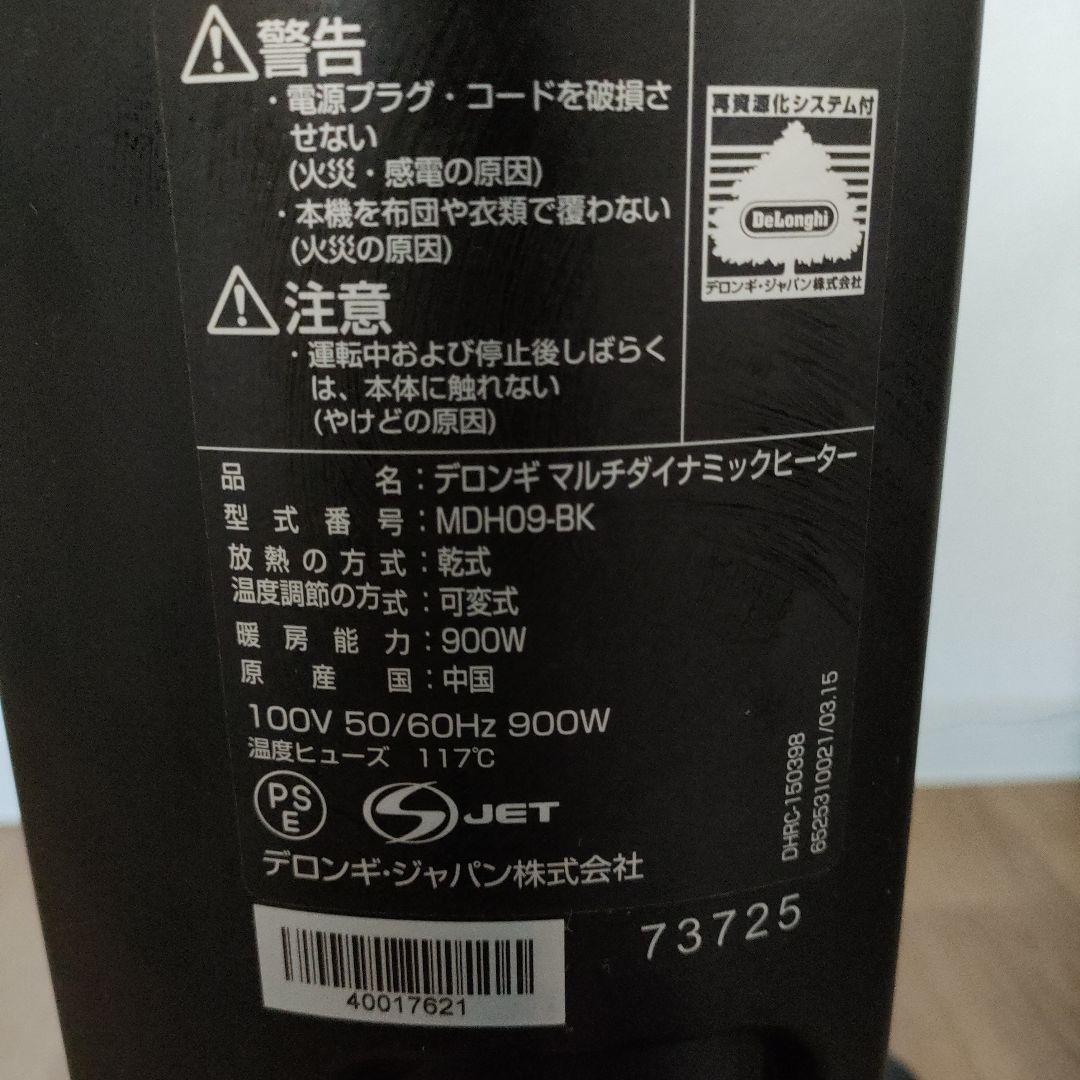 警告
・電源プラグ・コードを破損さ
せない
(火災・感電の原因)
・本機を布団や衣類で覆わない
(火災の原因)
注意
・運転中および停止後しばらく
は、本体に触れない
(やけどの原因)
再資源化システム付
DeLonghi
デロンギ・ジャパン株式会社
品名:デロンギ マルチダイナミックヒーター
型式番号:MDH09-BK
放熱の方式:乾式
温度調節の方式:可変式
暖房能力:900W
原産国:中国
100V 50/60Hz 900W
温度ヒューズ 117℃
PSE
JET
デロンギ・ジャパン株式会社
DHRC-150398
6525310021/03.15
40017621
73725